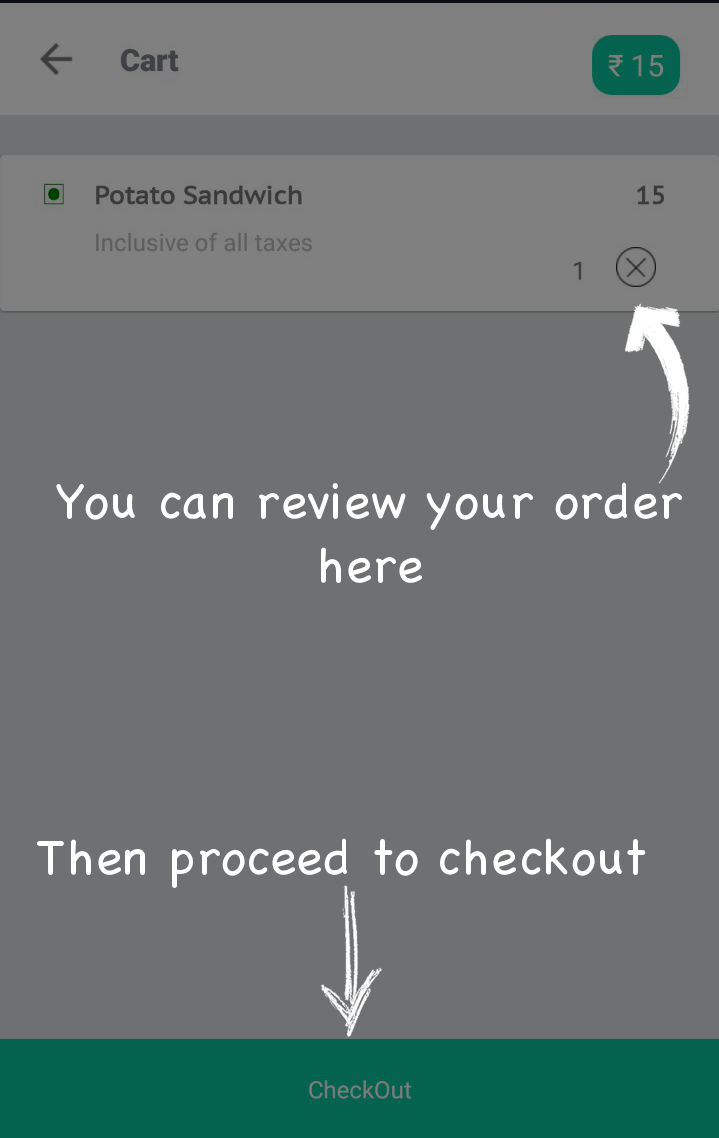 Cart
₹ 15
Potato Sandwich
15
Inclusive of all taxes
1
You can review your order
here
Then proceed to checkout
CheckOut